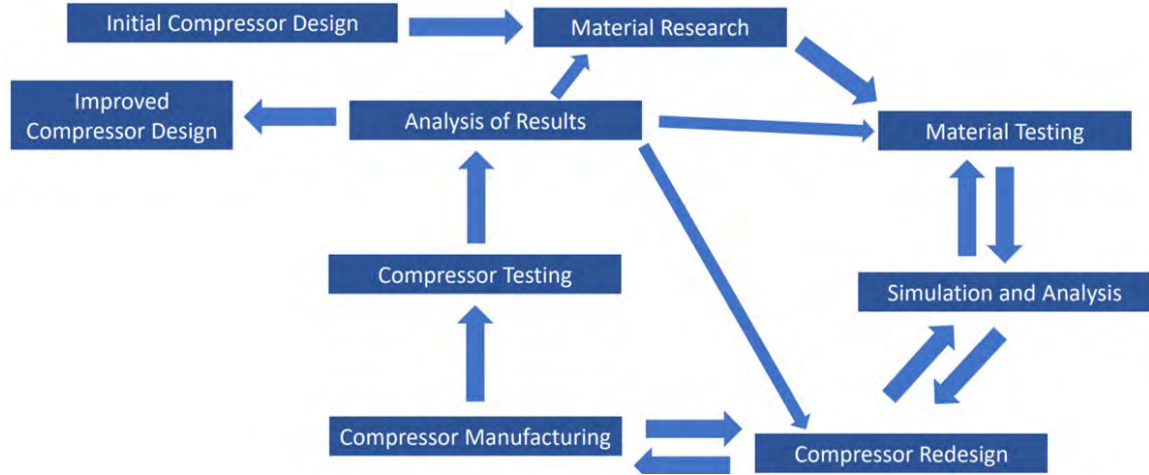 Initial Compressor Design
Material Research
Improved
Compressor Design
Analysis of Results
Material Testing
Compressor Testing
Simulation and Analysis
Compressor Manufacturing
Compressor Redesign